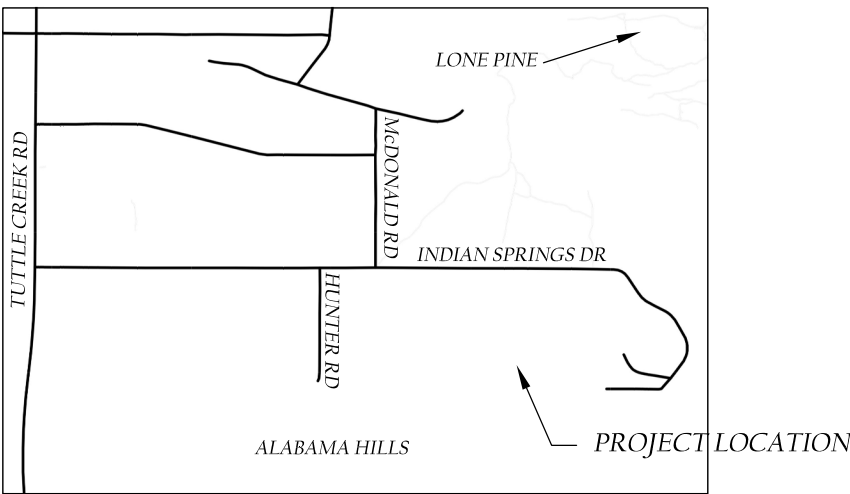 LONE PINE
TUTTLE CREEK RD
McDONALD RD
INDIAN SPRINGS DR
HUNTER RD
ALABAMA HILLS
PROJECT LOCATION